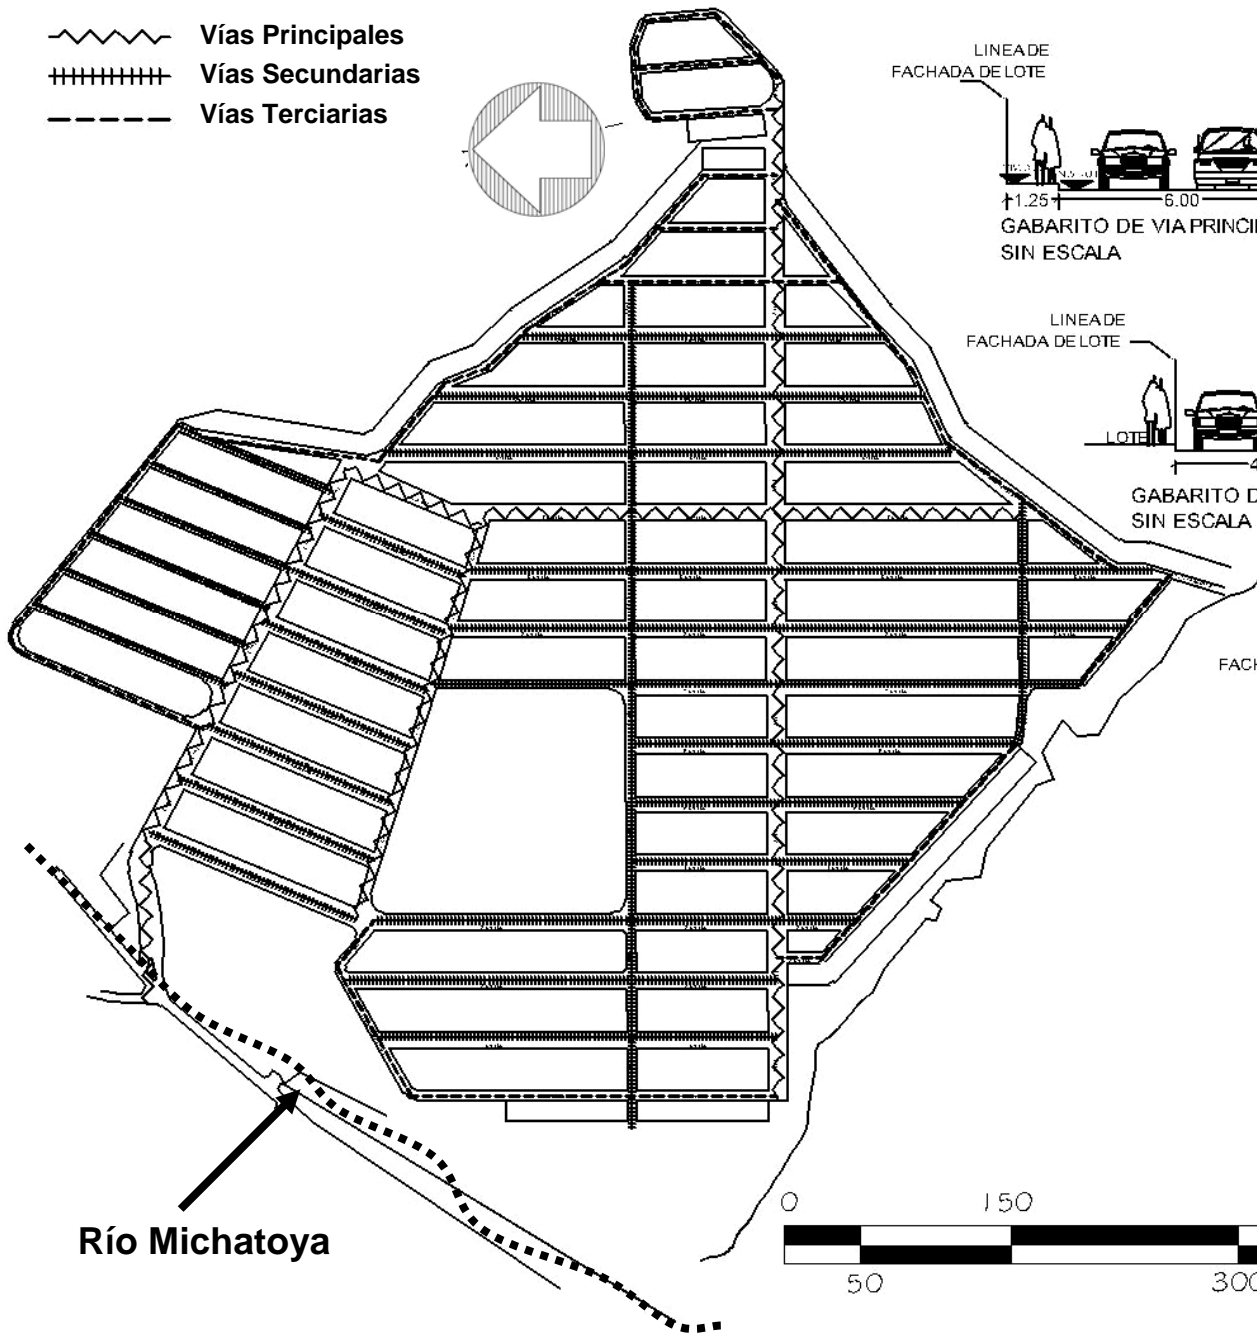 Vías Principales
Vías Secundarias
Vías Terciarias
LINEA DE
FACHADA DE LOTE
1.25
6.00
GABARITO DE VIA PRINCI
SIN ESCALA
LINEA DE
FACHADA DE LOTE
LOTE
4
GABARITO D
SIN ESCALA
FACH
Río Michatoya
0
150
50
300